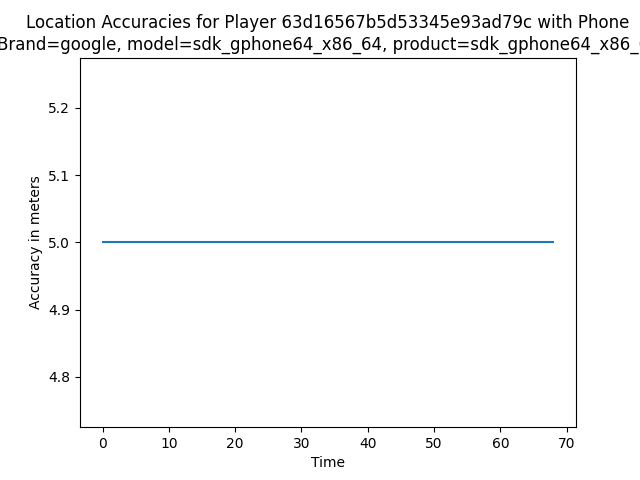 Location Accuracies for Player 63d16567b5d53345e93ad79c with Phone
Brand=google, model=sdk_gphone64_x86_64, product=sdk_gphone64_x86_
5.2
5.1
5.0
4.9
4.8
Accuracy in meters
0 10 20 30 40 50 60 70
Time